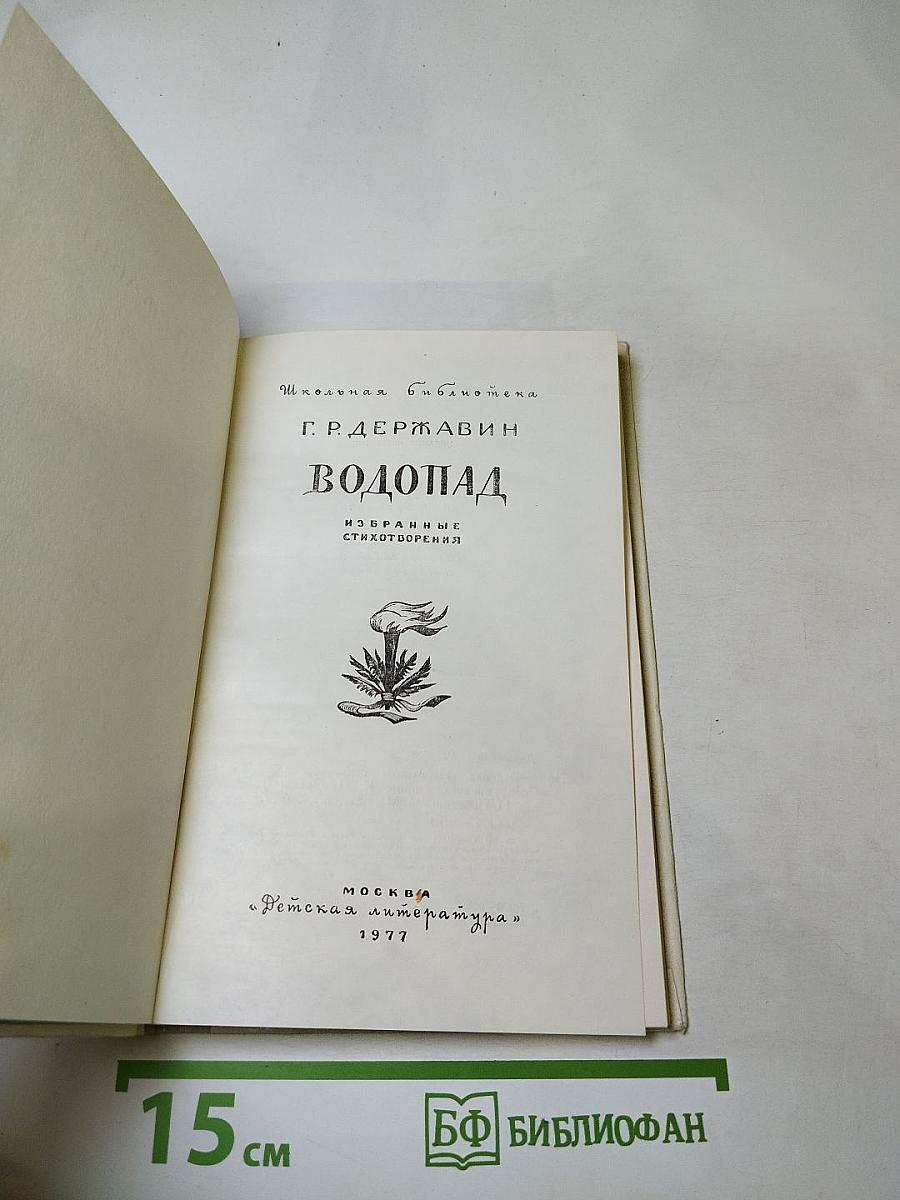 Школьная библиотека
Г. Р. ДЕРЖАВИН
ВОДОПАД
ИЗБРАННЫЕ
СТИХОТВОРЕНИЯ
МОСКВА
«Детская литература»
1977
15 см
БФ БИБЛИОФАН